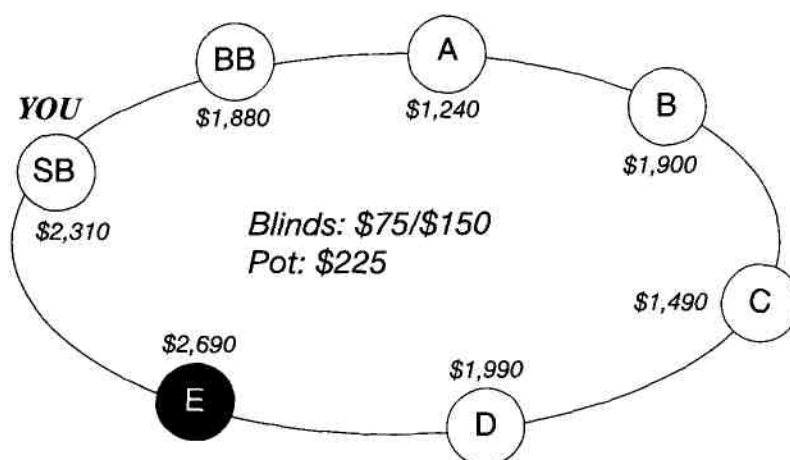 BB
A
YOU
$1,880
$1,240
B
SB
$1,900
$2,310
Blinds: $75/$150
Pot: $225
$1,490
C
$2,690
$1,990
E
D